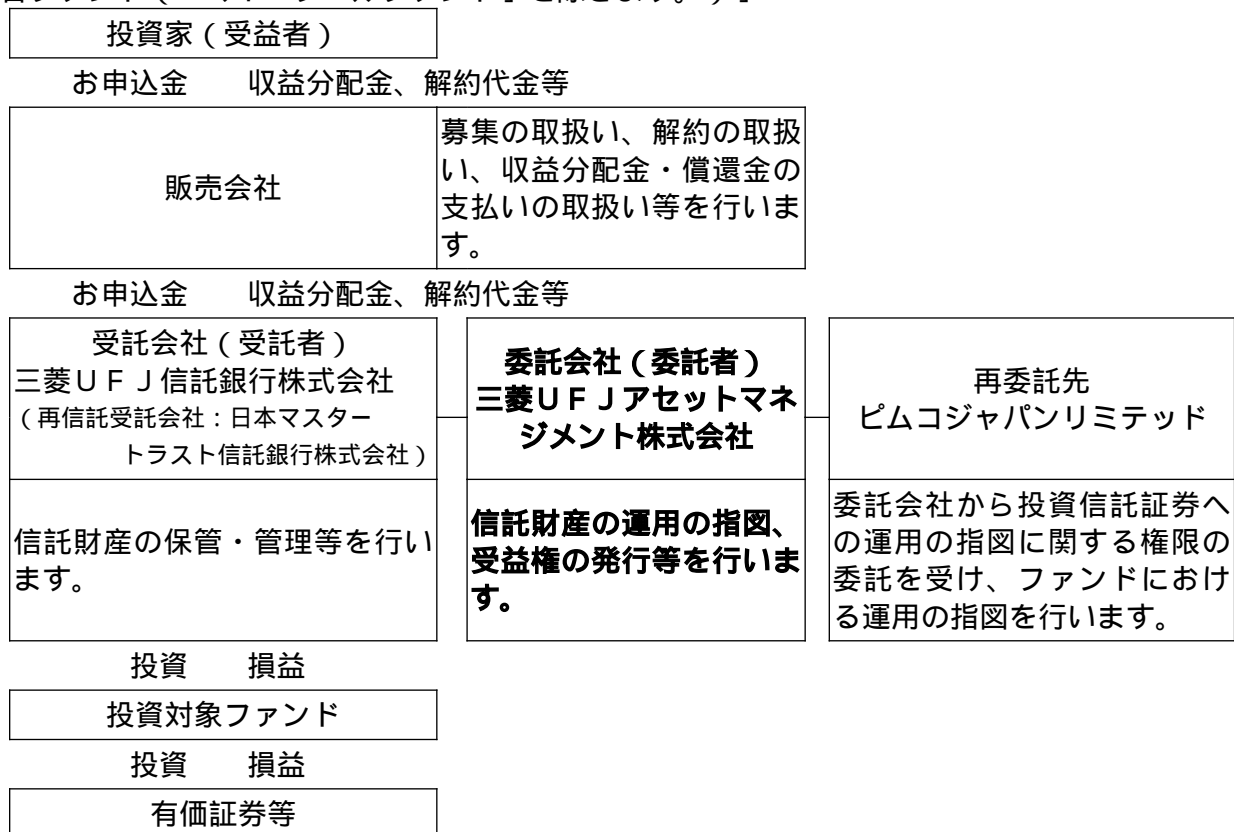 投資家（受益者）
お申込金　　収益分配金、解約代金等
販売会社
募集の取扱い、解約の取扱
い、収益分配金・償還金の
支払いの取扱い等を行いま
す。
お申込金　　収益分配金、解約代金等
受託会社（受託者）
三菱ＵＦＪ信託銀行株式会社
（再信託受託会社：日本マスター
トラスト信託銀行株式会社）
委託会社（委託者）
三菱ＵＦＪアセットマネ
ジメント株式会社
再委託先
ピムコジャパンリミテッド
信託財産の保管・管理等を行い
ます。
信託財産の運用の指図、
受益権の発行等を行いま
す。
委託会社から投資信託証券へ
の運用の指図に関する権限の
委託を受け、ファンドにおけ
る運用の指図を行います。
投資　　損益
投資対象ファンド
投資　　損益
有価証券等